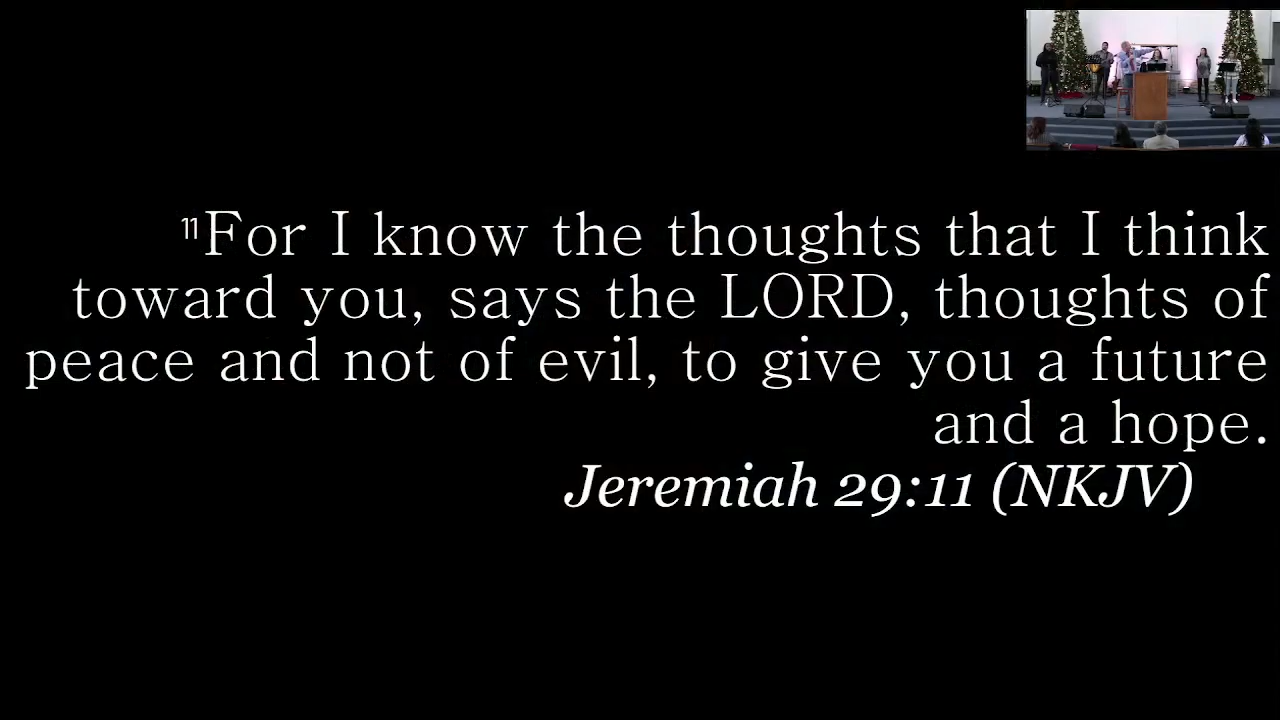 11For I know the thoughts that I think
toward you, says the LORD, thoughts of
peace and not of evil, to give you a future
and a hope.
Jeremiah 29:11 (NKJV)